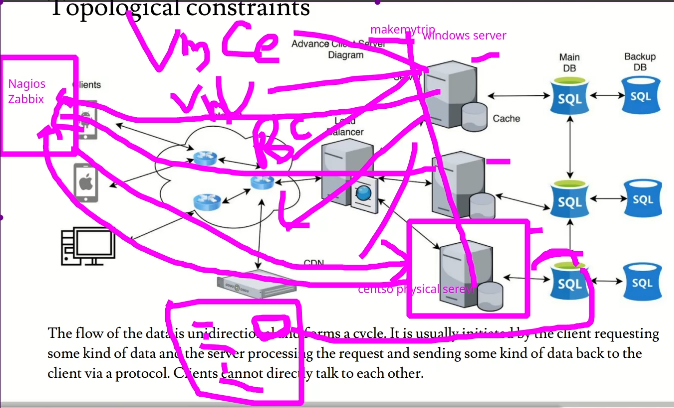 Topological constraints
makemytrip
windows server
Advance Client Server
Diagram
Main
DB
Backup
DB
Nagios
Zabbix
Clients
Server
Cache
SQL
SQL
Load
Balancer
SQL
SQL
CDN
centso physical serer
SQL
SQL
The flow of the data is unidirectional and forms a cycle. It is usually initiated by the client requesting
some kind of data and the server processing the request and sending some kind of data back to the
client via a protocol. Clients cannot directly talk to each other.